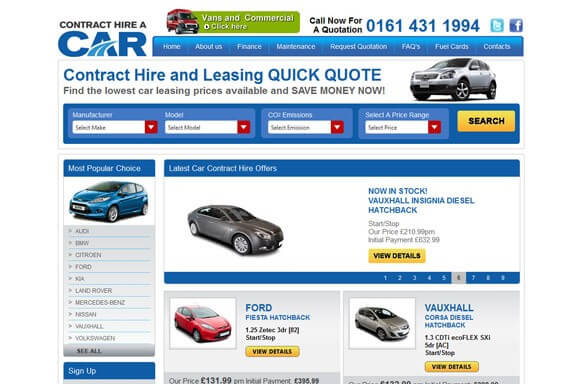 CONTRACT HIRE A
CAR
Vans and Commercial
Click here
Call Now For
A Quotation
0161 431 1994
Home
About us
Finance
Maintenance
Request Quotation
FAQ's
Fuel Cards
Contacts
Contract Hire and Leasing QUICK QUOTE
Find the lowest car leasing prices available and SAVE MONEY NOW!
Manufacturer
Model
CO2 Emissions
Select A Price Range
Select Make
Select Model
Select Emission
Select Price
SEARCH
Most Popular Choice
> AUDI
> BMW
> CITROEN
> FORD
> KIA
> LAND ROVER
> MERCEDES-BENZ
> NISSAN
> VAUXHALL
> VOLKSWAGEN
SEE ALL
Sign Up
Latest Car Contract Hire Offers
NOW IN STOCK!
VAUXHALL INSIGNIA DIESEL
HATCHBACK
Start/Stop
Our Price £210.99pm
Initial Payment £632.99
VIEW DETAILS
1 2 3 4 5 6 7 8 9
FORD
FIESTA HATCHBACK
1.25 Zetec 3dr [82]
Start/Stop
VIEW DETAILS
Our Price £131.99 pm Initial Payment: £395.99
VAUXHALL
CORSA DIESEL
HATCHBACK
1.3 CDTi ecoFLEX SXi
5dr [AC]
Start/Stop
VIEW DETAILS